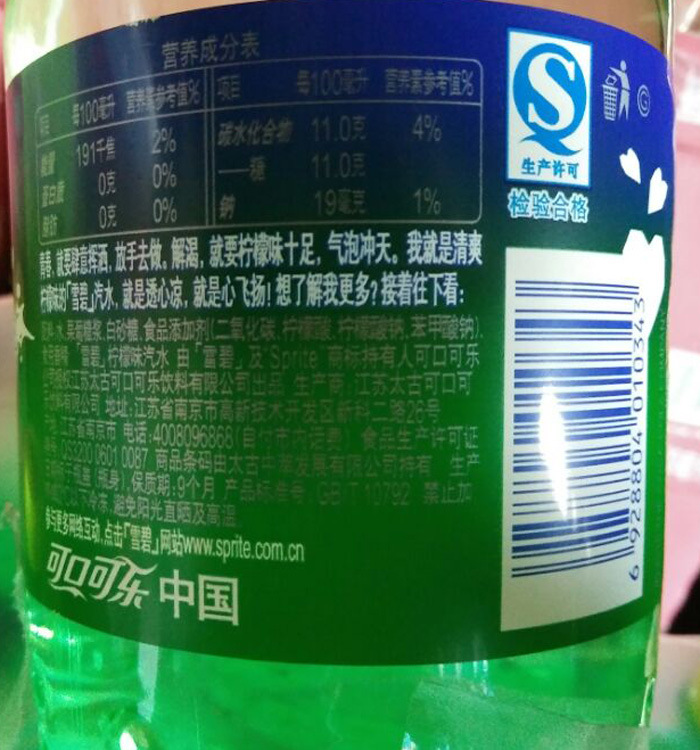 营养成分表
项目 每100毫升 营养素参考值%
能量 191千焦 2%
蛋白质 0克 0%
脂肪 0克 0%
项目 每100毫升 营养素参考值%
碳水化合物 11.0克 4%
——糖 11.0克
钠 19毫克 1%
青春,就要肆意挥洒,放手去做。解渴,就要柠檬味十足,气泡冲天。我就是清爽
柠檬味的「雪碧」汽水,就是透心凉,就是心飞扬!想了解我更多?接着往下看:
水,果葡糖浆,白砂糖,食品添加剂(二氧化碳,柠檬酸,柠檬酸钠,苯甲酸钠),
「雪碧」柠檬味汽水 由「雪碧」及「Sprite」商标持有人可口可乐
公司授权江苏太古可口可乐饮料有限公司出品 生产商:江苏太古可口可
有限公司 地址:江苏省南京市高新技术开发区新科二路26号
江苏省南京市 电话:4008096868(自付市内话费) 食品生产许可证
QS3200 0601 0087 商品条码由太古中萃发展有限公司持有 生产
瓶盖(瓶身) 保质期:9个月 产品标准号:GB/T 10792 禁止加
冷冻,避免阳光直晒及高温
参与更多网络互动,点击「雪碧」网站www.sprite.com.cn
可口可乐 中国
S
生产许可
检验合格
G
6 928804 010343